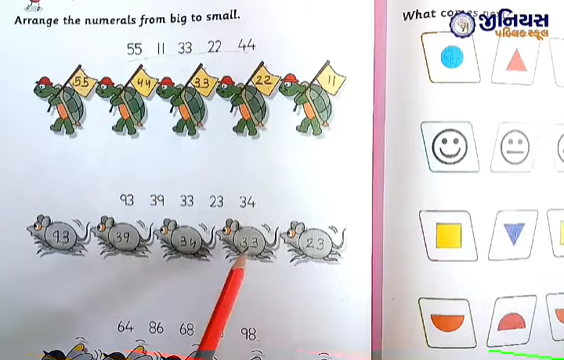 Arrange the numerals from big to small.
55 11 33 22 44
55 44 33 22 11
93 39 33 23 34
93 39 34 33 23
64 86 68 98
What comes
જીનિયસ
પબ્લિક સ્કૂલ